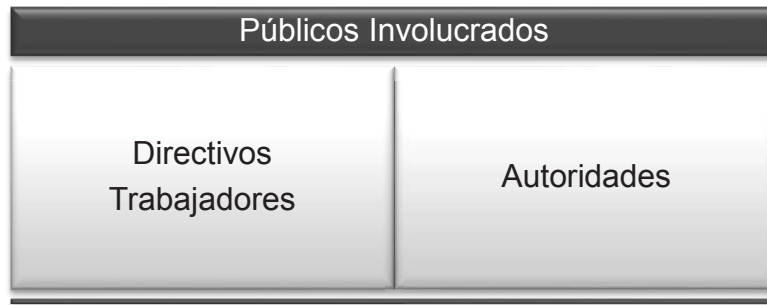 Públicos Involucrados
Directivos
Trabajadores
Autoridades